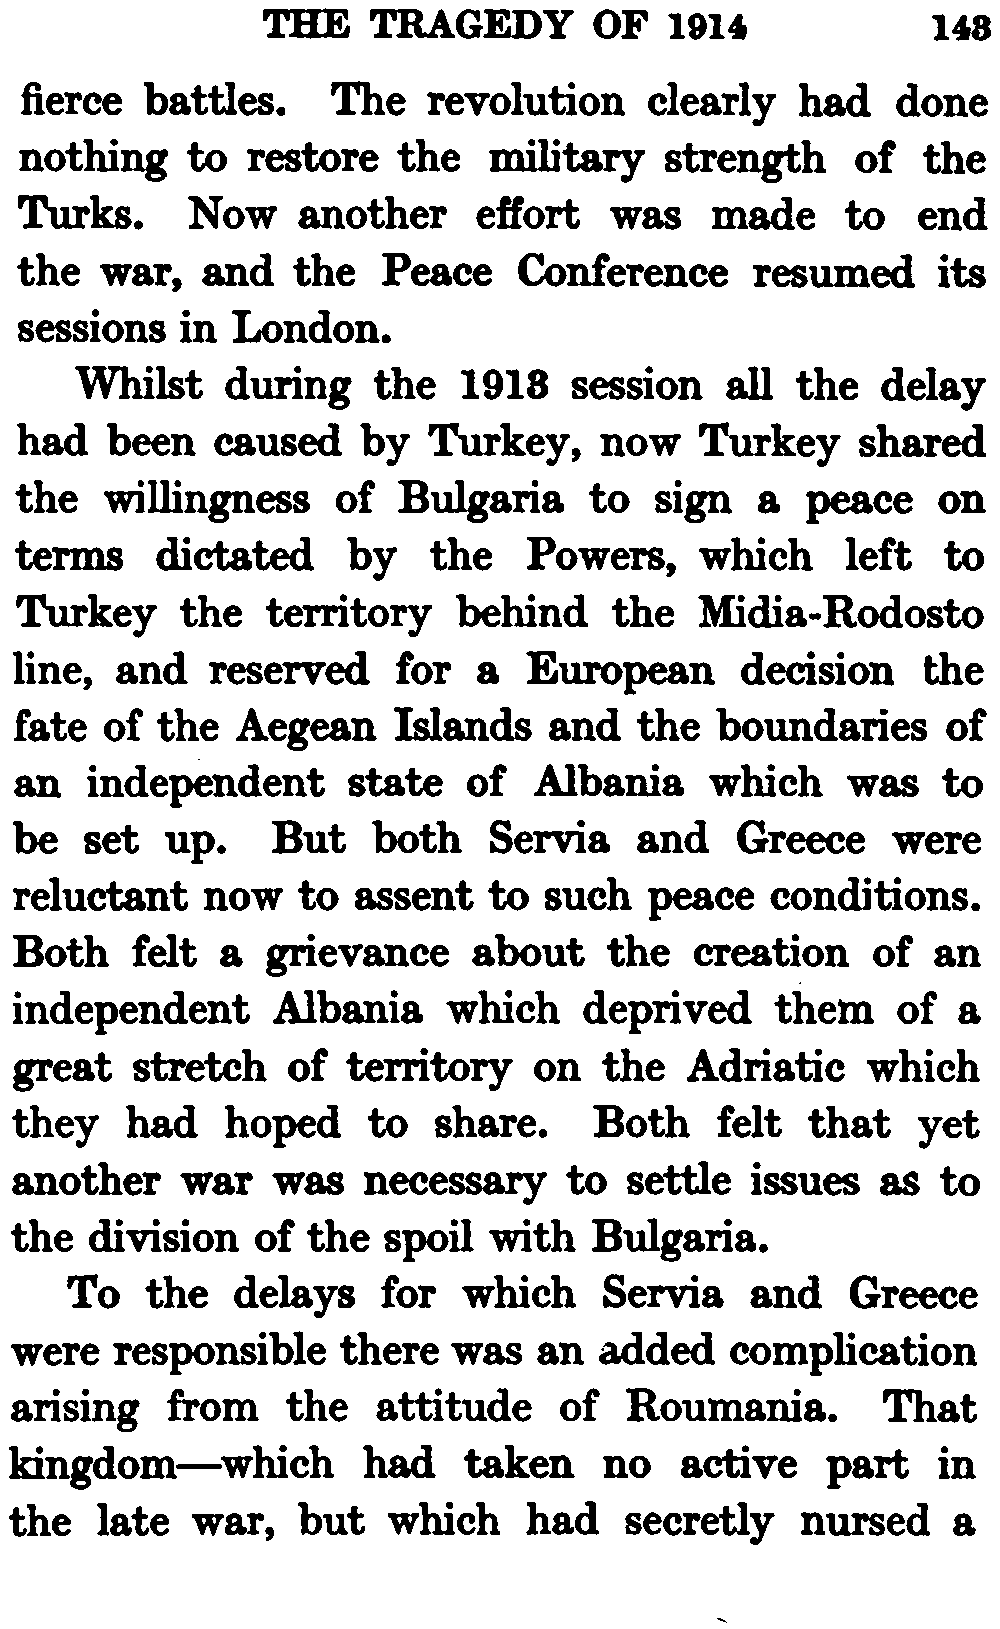 THE TRAGEDY OF 1914 143
fierce battles. The revolution clearly had done
nothing to restore the military strength of the
Turks. Now another effort was made to end
the war, and the Peace Conference resumed its
sessions in London.
Whilst during the 1913 session all the delay
had been caused by Turkey, now Turkey shared
the willingness of Bulgaria to sign a peace on
terms dictated by the Powers, which left to
Turkey the territory behind the Midia-Rodosto
line, and reserved for a European decision the
fate of the Aegean Islands and the boundaries of
an independent state of Albania which was to
be set up. But both Servia and Greece were
reluctant now to assent to such peace conditions.
Both felt a grievance about the creation of an
independent Albania which deprived them of a
great stretch of territory on the Adriatic which
they had hoped to share. Both felt that yet
another war was necessary to settle issues as to
the division of the spoil with Bulgaria.
To the delays for which Servia and Greece
were responsible there was an added complication
arising from the attitude of Roumania. That
kingdom—which had taken no active part in
the late war, but which had secretly nursed a